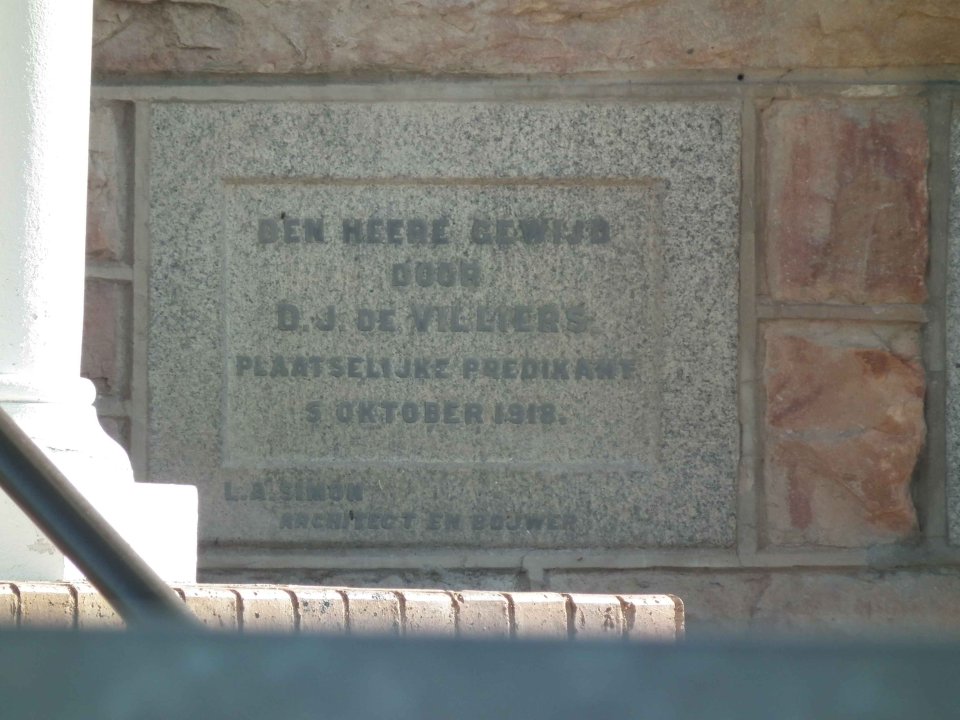 DEN HEERE GEWIJD
DOOR
D. J. DE VILLIERS.
PLAATSELIJKE PREDIKANT
5 OKTOBER 1918.
L. A. SIMON
ARCHITECT EN BOUWER